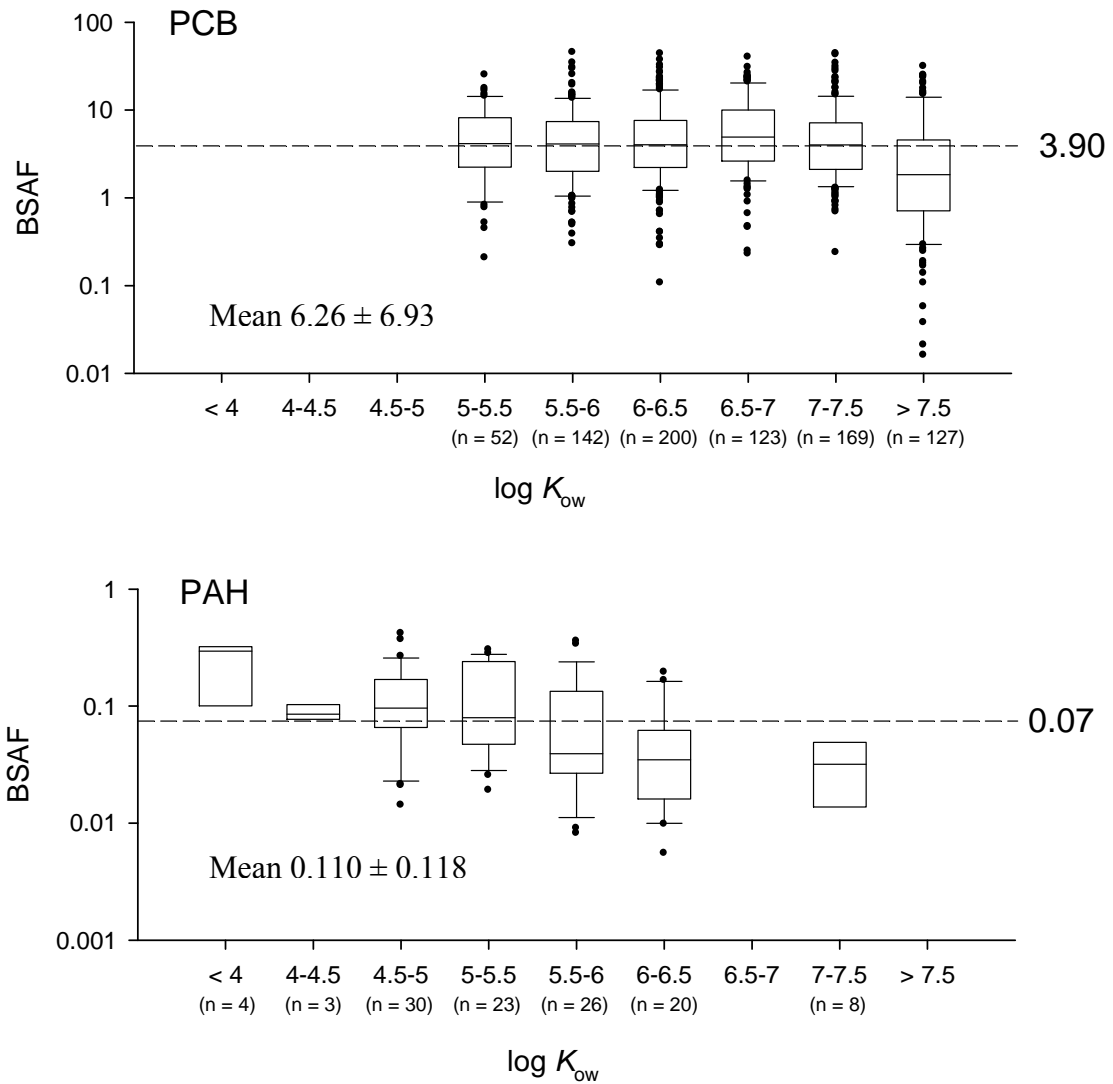 PCB
100
10
1
0.1
0.01
BSAF
3.90
Mean 6.26 ± 6.93
< 4 4-4.5 4.5-5 5-5.5 5.5-6 6-6.5 6.5-7 7-7.5 > 7.5
(n = 52) (n = 142) (n = 200) (n = 123) (n = 169) (n = 127)
log Kow
PAH
1
0.1
0.01
0.001
BSAF
0.07
Mean 0.110 ± 0.118
< 4 4-4.5 4.5-5 5-5.5 5.5-6 6-6.5 6.5-7 7-7.5 > 7.5
(n = 4) (n = 3) (n = 30) (n = 23) (n = 26) (n = 20) (n = 8)
log Kow